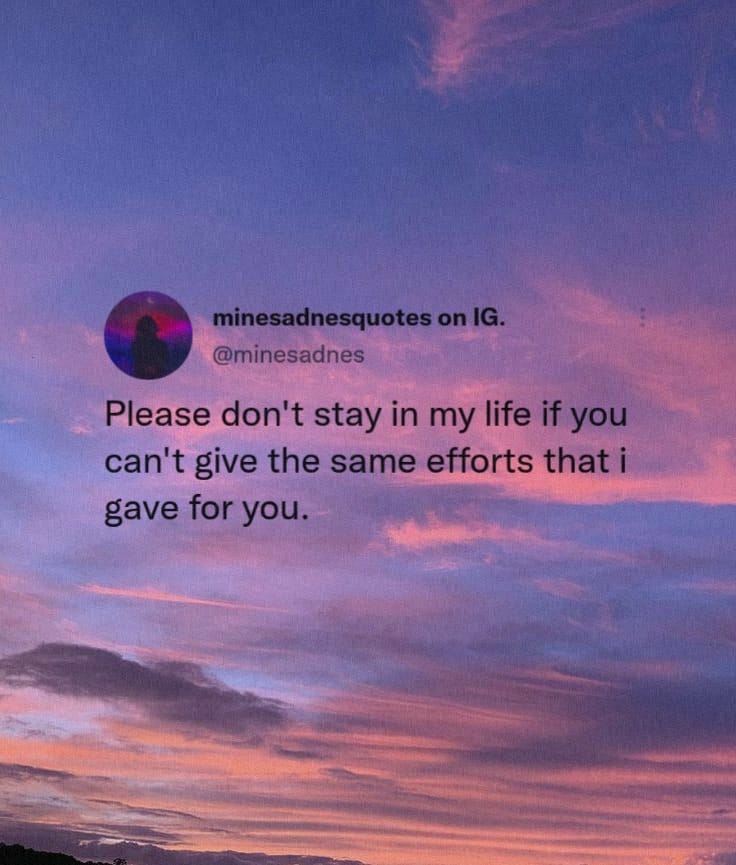 minesadnesquotes on IG.
@minesadnes
Please don't stay in my life if you
can't give the same efforts that i
gave for you.